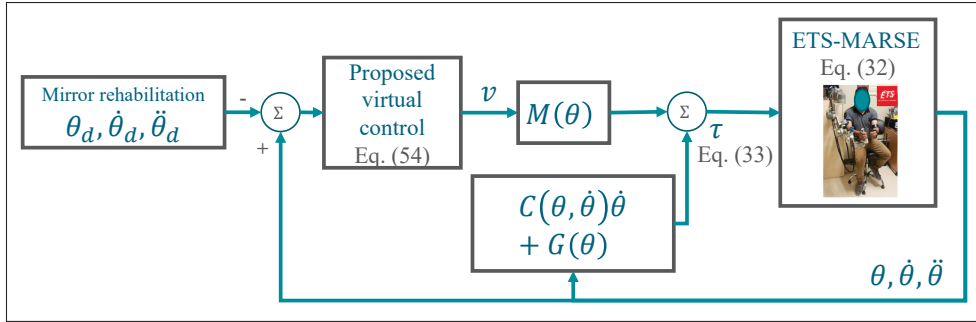 Mirror rehabilitation
θ_d, θ̇_d, θ̈_d
-
+
Σ
Proposed
virtual
control
Eq. (54)
v
M(θ)
Σ
τ
Eq. (33)
C(θ, θ̇)θ̇
+ G(θ)
ETS-MARSE
Eq. (32)
ETS
θ, θ̇, θ̈